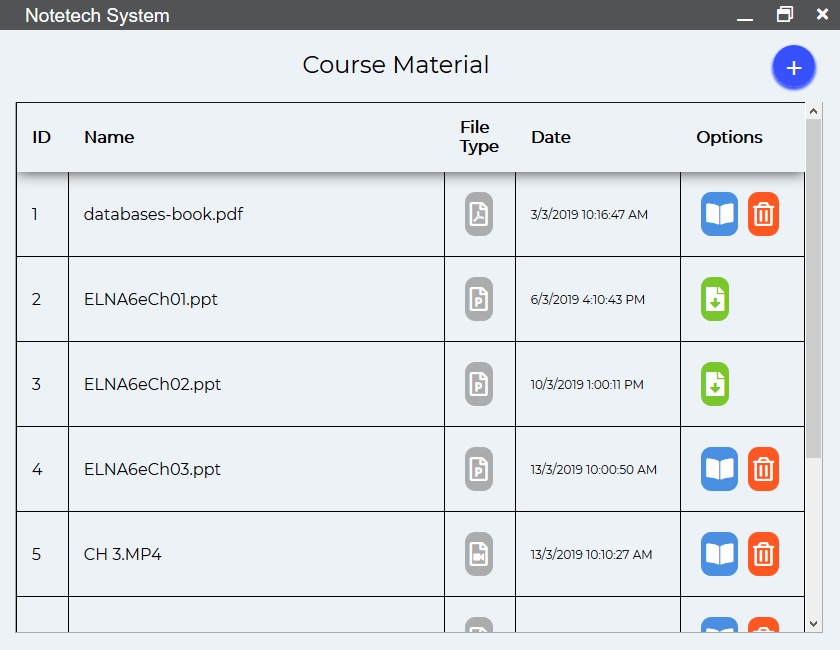 Notetech System
Course Material
+
ID Name File Type Date Options
1 databases-book.pdf 3/3/2019 10:16:47 AM
2 ELNA6eCh01.ppt P 6/3/2019 4:10:43 PM
3 ELNA6eCh02.ppt P 10/3/2019 1:00:11 PM
4 ELNA6eCh03.ppt P 13/3/2019 10:00:50 AM
5 CH 3.MP4 13/3/2019 10:10:27 AM